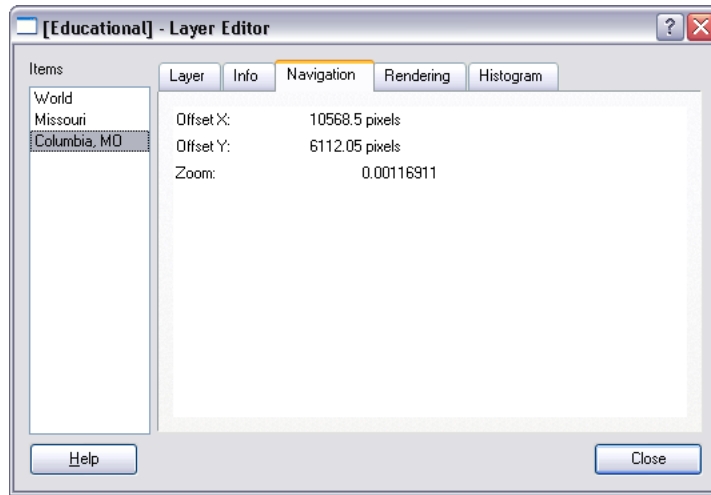 [Educational] - Layer Editor
Items
World
Missouri
Columbia, MO
Layer Info Navigation Rendering Histogram
Offset X: 10568.5 pixels
Offset Y: 6112.05 pixels
Zoom: 0.00116911
Help Close